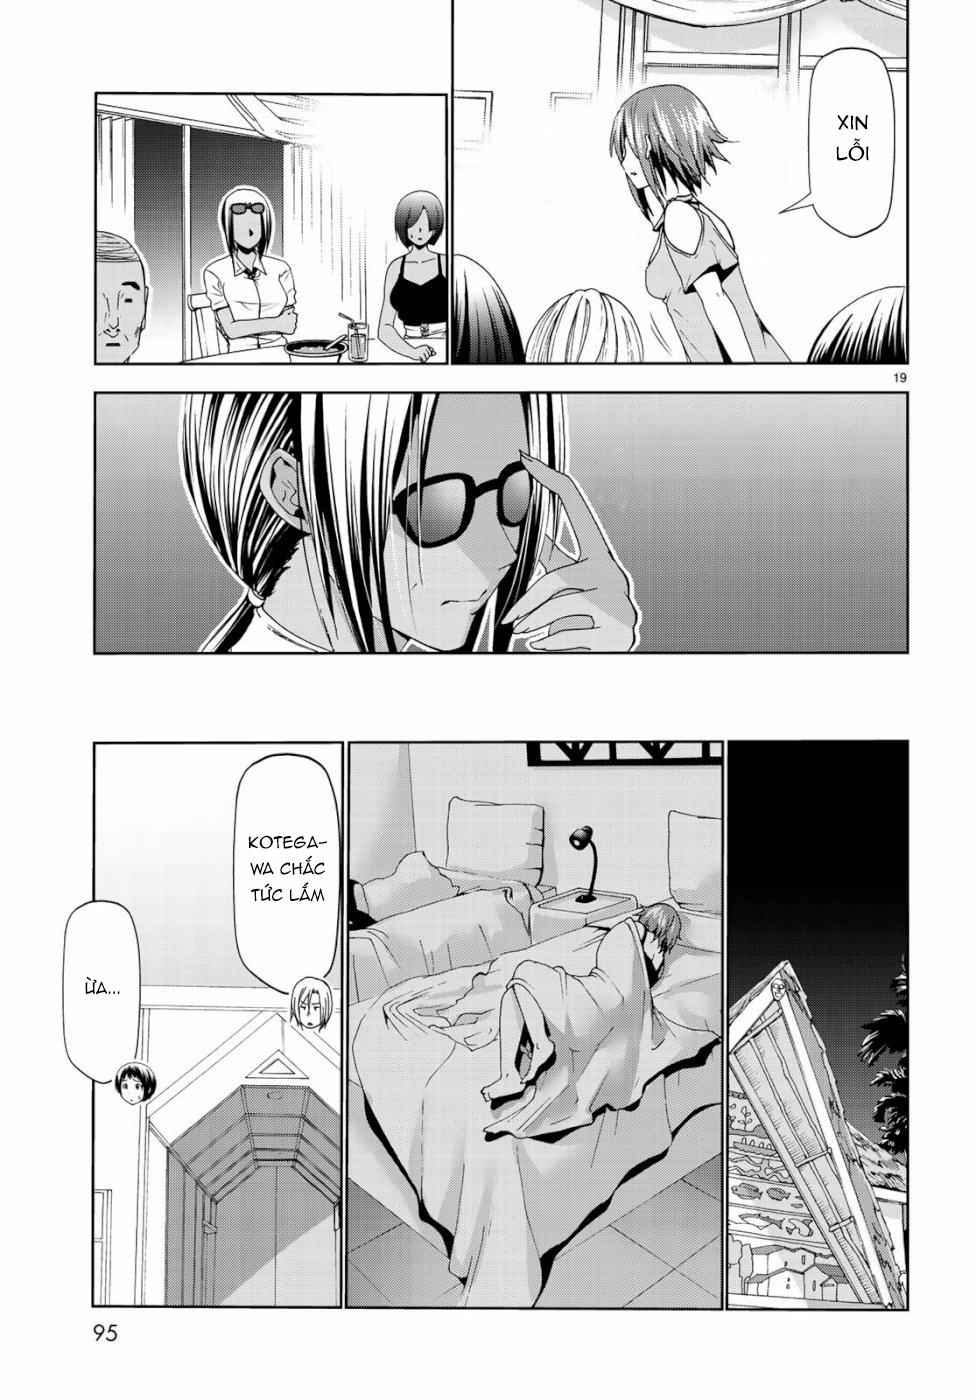 XIN
LỖI
19
KOTEGA-
WA CHẮC
TỨC LẮM
ỪA...
95